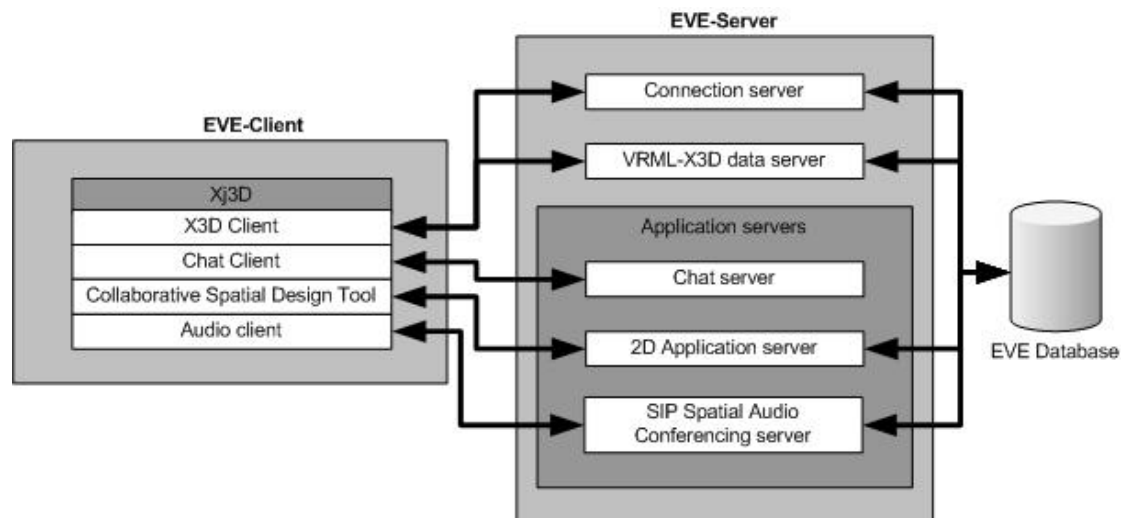 EVE-Server
Connection server
EVE-Client
VRML-X3D data server
Xj3D
X3D Client
Chat Client
Collaborative Spatial Design Tool
Audio client
Application servers
Chat server
2D Application server
SIP Spatial Audio
Conferencing server
EVE Database